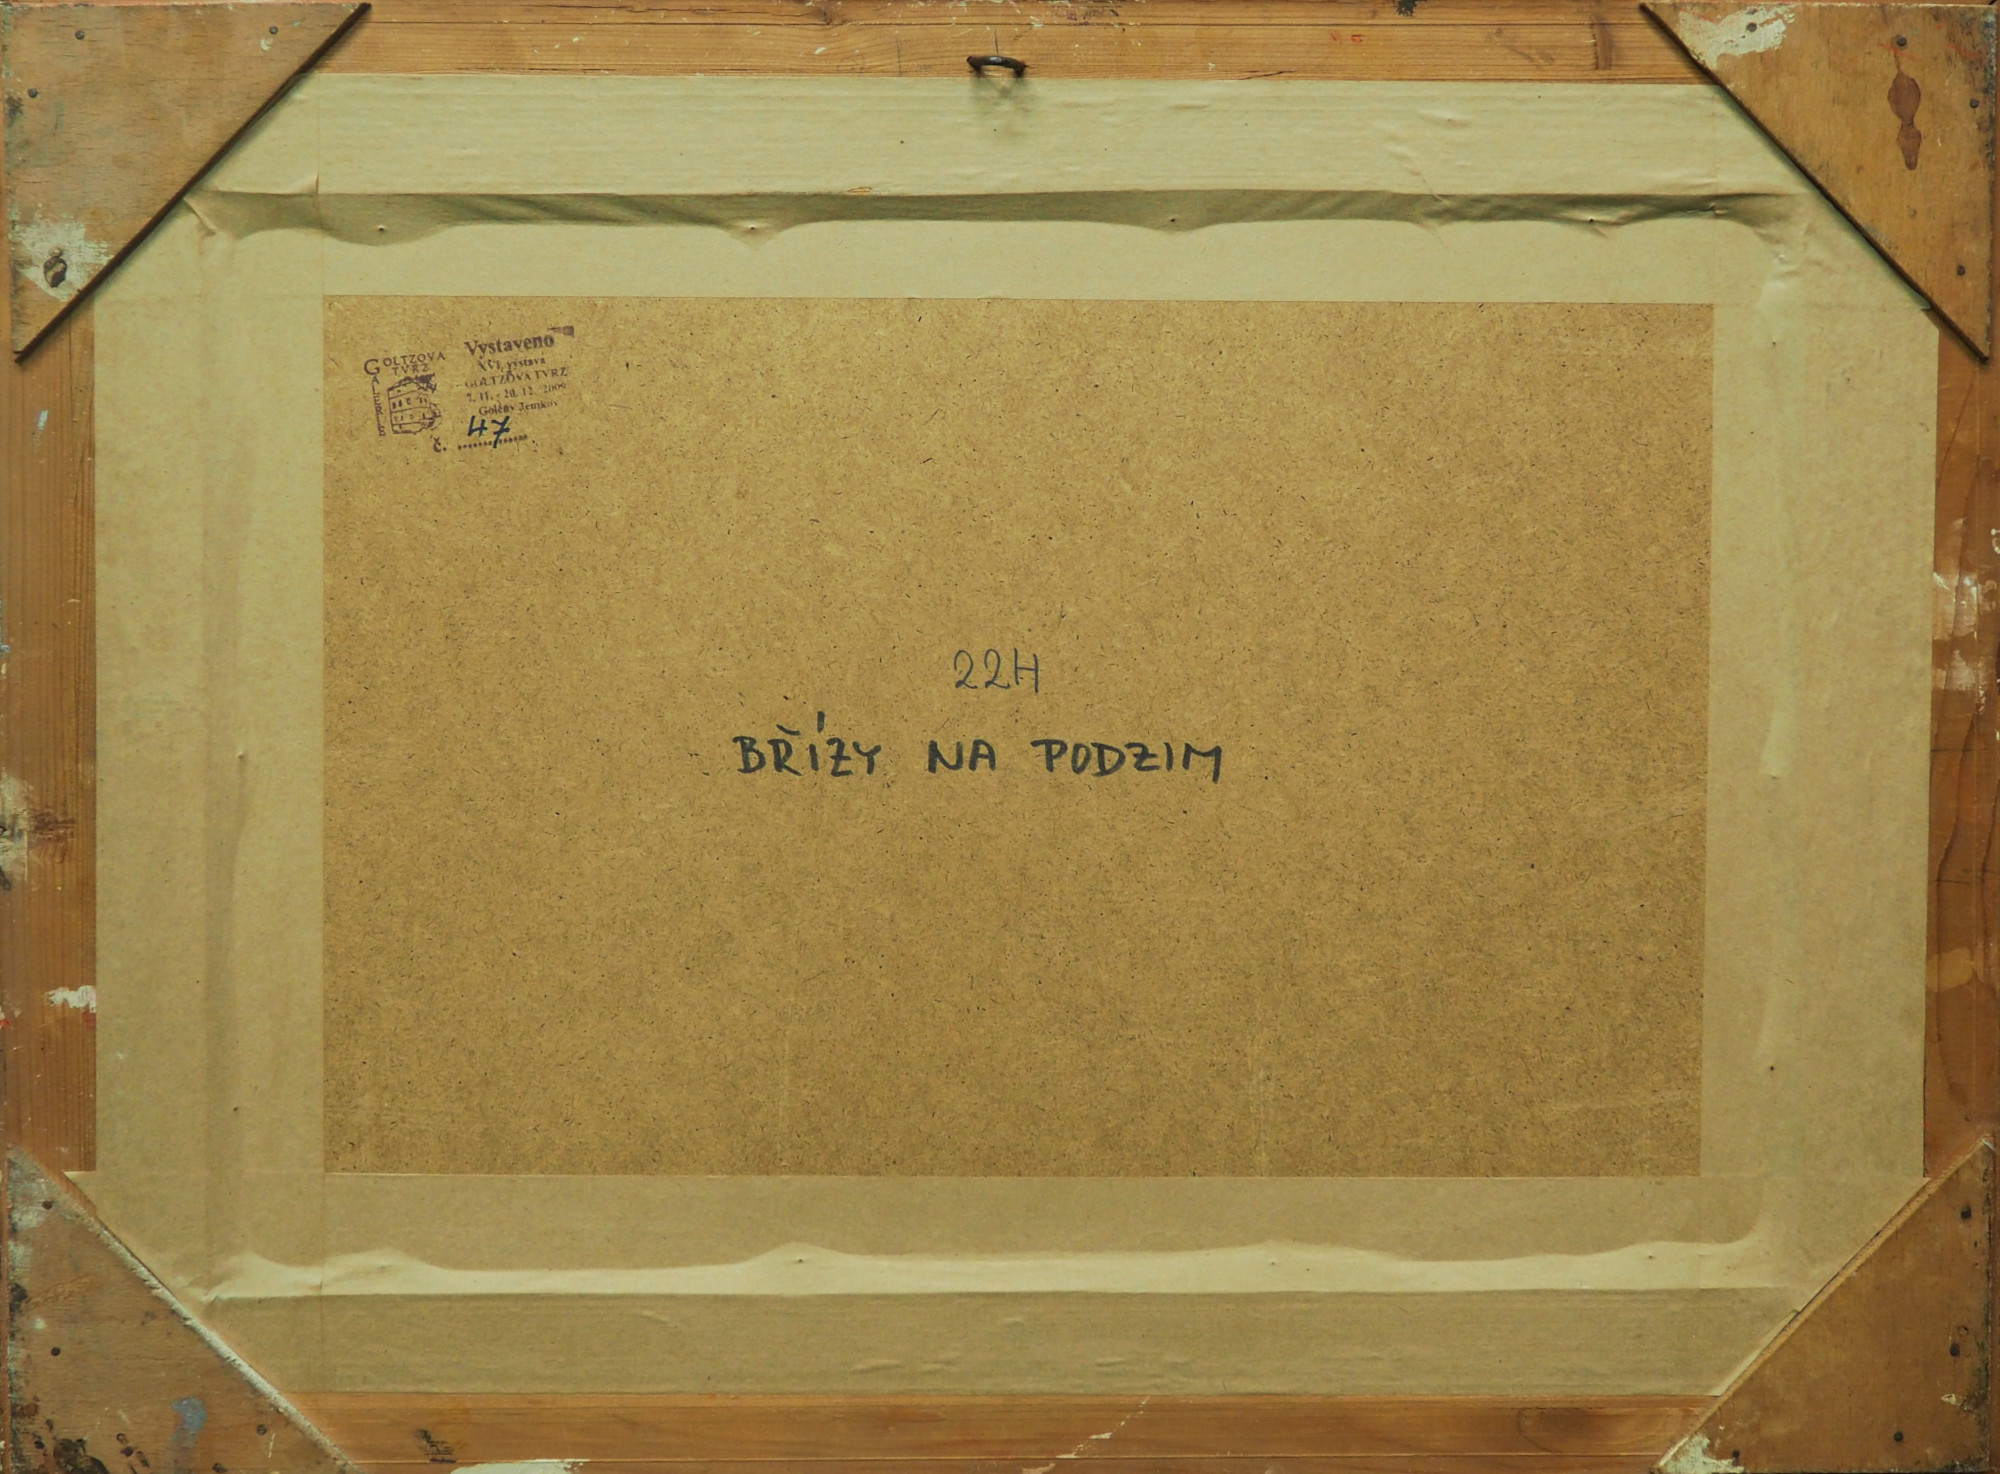 GOLTZOVA
TVRZ
GALERIE
Vystaveno
XVI. výstava
GOLTZOVA TVRZ
7. 11. - 20. 12. 2009
Golčův Jeníkov
č. 47
22H
BŘÍZY NA PODZIM